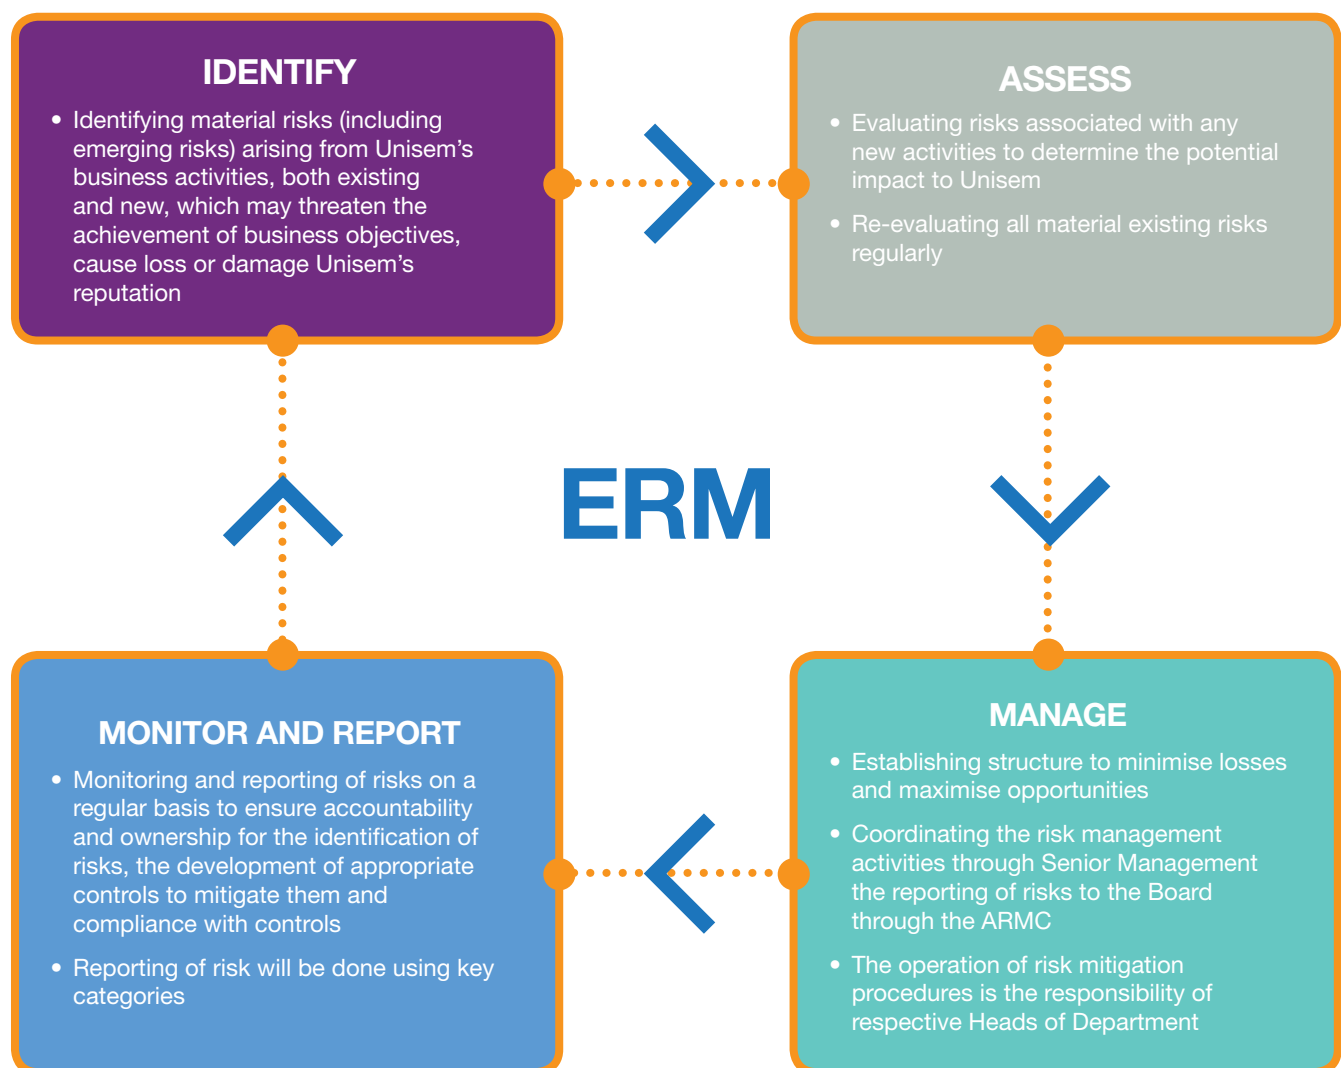 IDENTIFY
• Identifying material risks (including
emerging risks) arising from Unisem’s
business activities, both existing
and new, which may threaten the
achievement of business objectives,
cause loss or damage Unisem’s
reputation
ASSESS
• Evaluating risks associated with any
new activities to determine the potential
impact to Unisem
• Re-evaluating all material existing risks
regularly
ERM
MONITOR AND REPORT
• Monitoring and reporting of risks on a
regular basis to ensure accountability
and ownership for the identification of
risks, the development of appropriate
controls to mitigate them and
compliance with controls
• Reporting of risk will be done using key
categories
MANAGE
• Establishing structure to minimise losses
and maximise opportunities
• Coordinating the risk management
activities through Senior Management
the reporting of risks to the Board
through the ARMC
• The operation of risk mitigation
procedures is the responsibility of
respective Heads of Department